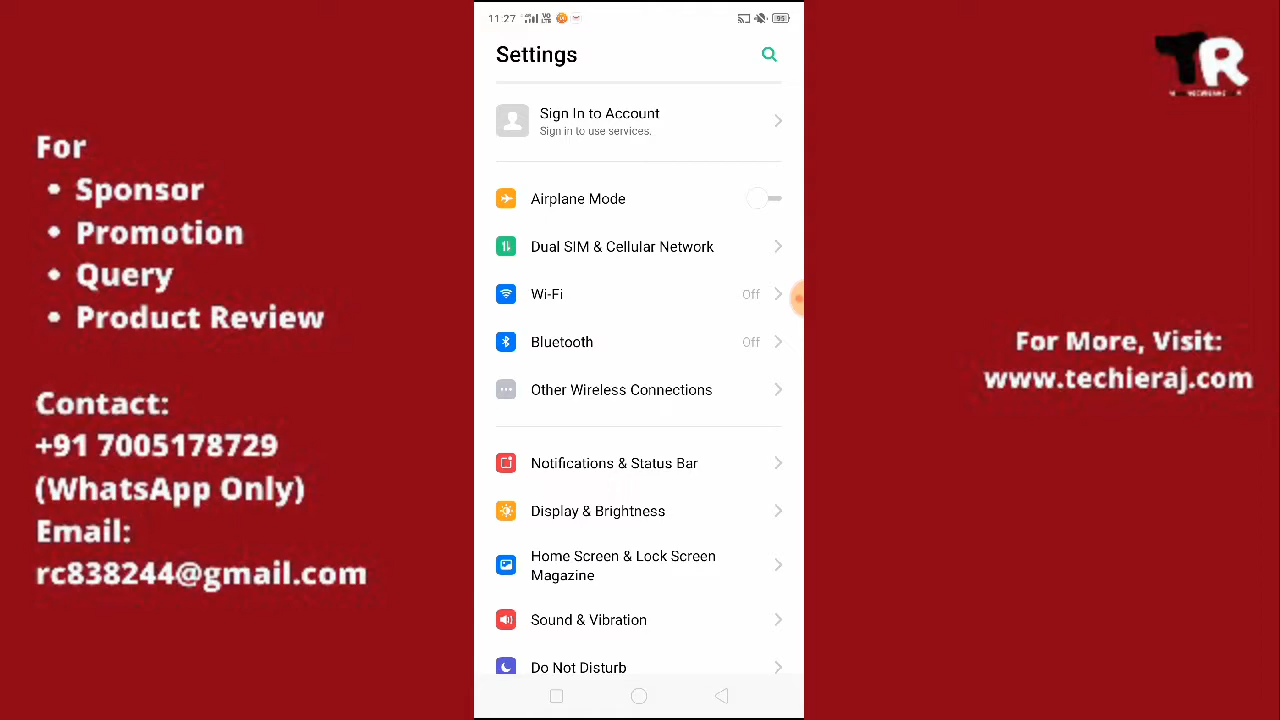 For
• Sponsor
• Promotion
• Query
• Product Review
Contact:
+91 7005178729
(WhatsApp Only)
Email:
rc838244@gmail.com
11:27
95
Settings
Sign In to Account
Sign in to use services.
Airplane Mode
Dual SIM & Cellular Network
Wi-Fi Off
Bluetooth Off
Other Wireless Connections
Notifications & Status Bar
Display & Brightness
Home Screen & Lock Screen
Magazine
Sound & Vibration
Do Not Disturb
TR
For More, Visit:
www.techieraj.com